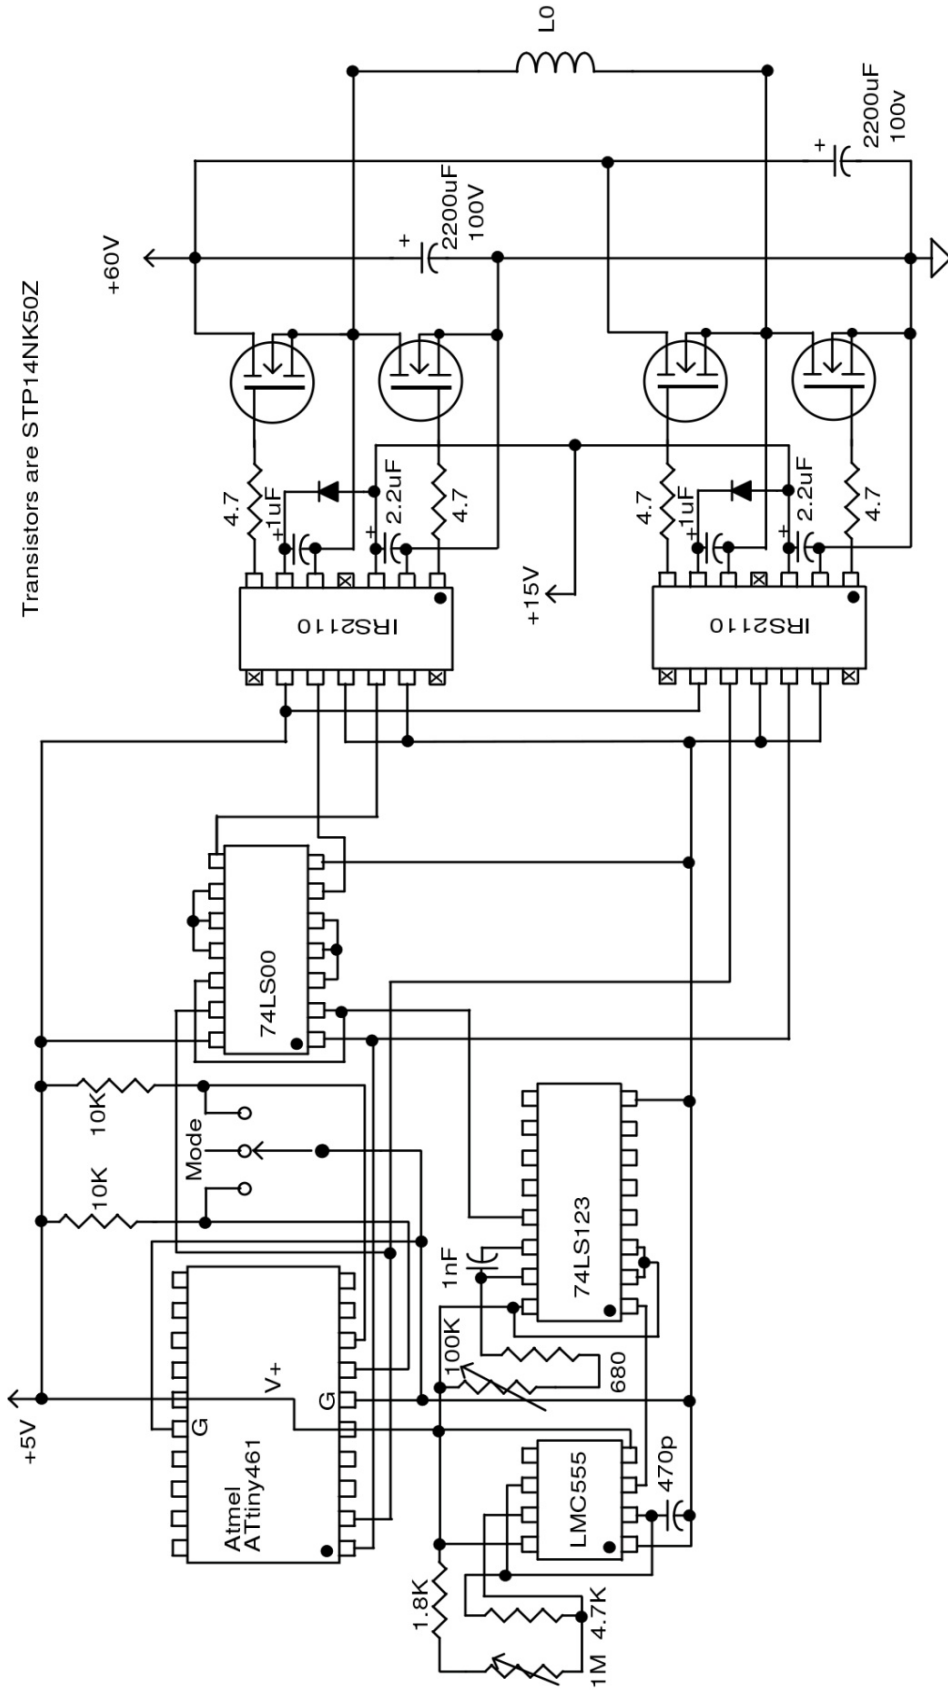 Transistors are STP14NK50Z
+60V
L0
+
2200uF
100V
+
2200uF
100v
4.7
+
1uF
+
2.2uF
4.7
4.7
+
1uF
+
2.2uF
4.7
IRS2110
+15V
IRS2110
74LS00
10K
Mode
10K
74LS123
1nF
100K
680
+5V
V+
G
G
Atmel
ATtiny461
LMC555
470p
1.8K
4.7K
1M